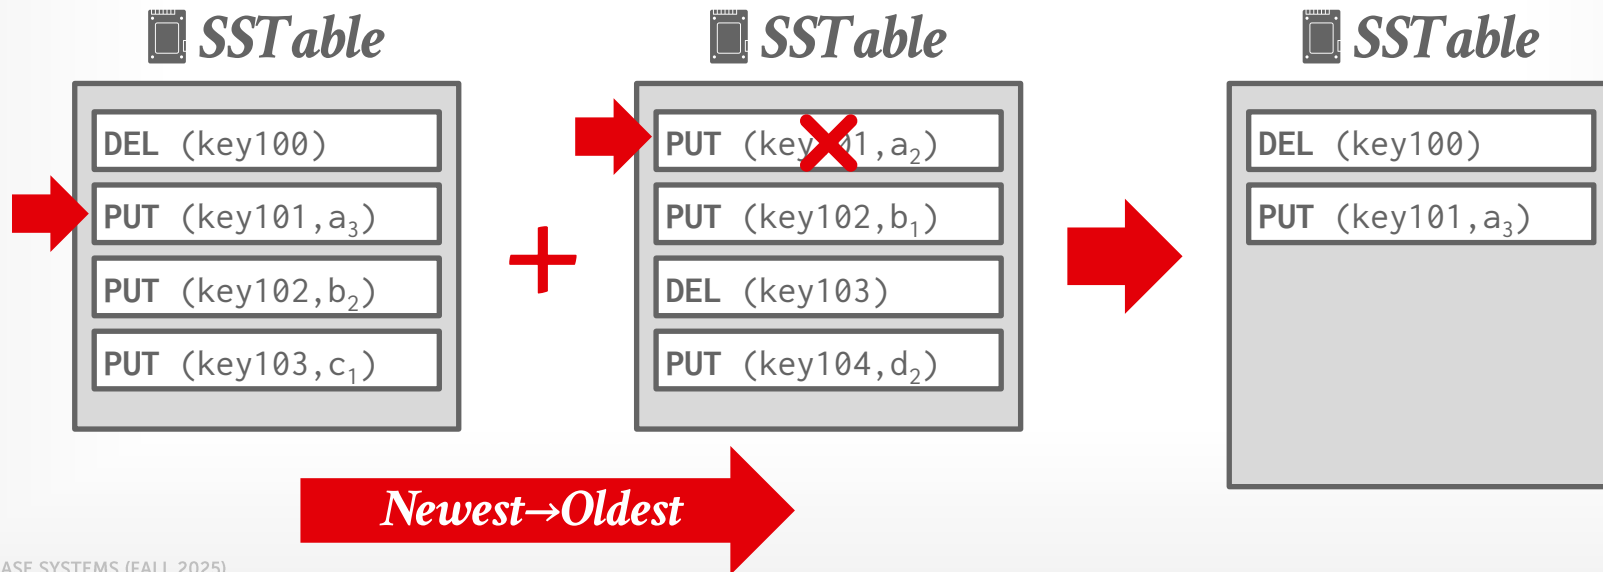 SSTable
DEL (key100)
PUT (key101,a₃)
PUT (key102,b₂)
PUT (key103,c₁)
+
SSTable
PUT (key 01,a₂)
PUT (key102,b₁)
DEL (key103)
PUT (key104,d₂)
SSTable
DEL (key100)
PUT (key101,a₃)
Newest→Oldest
ASE SYSTEMS (FALL 2025)